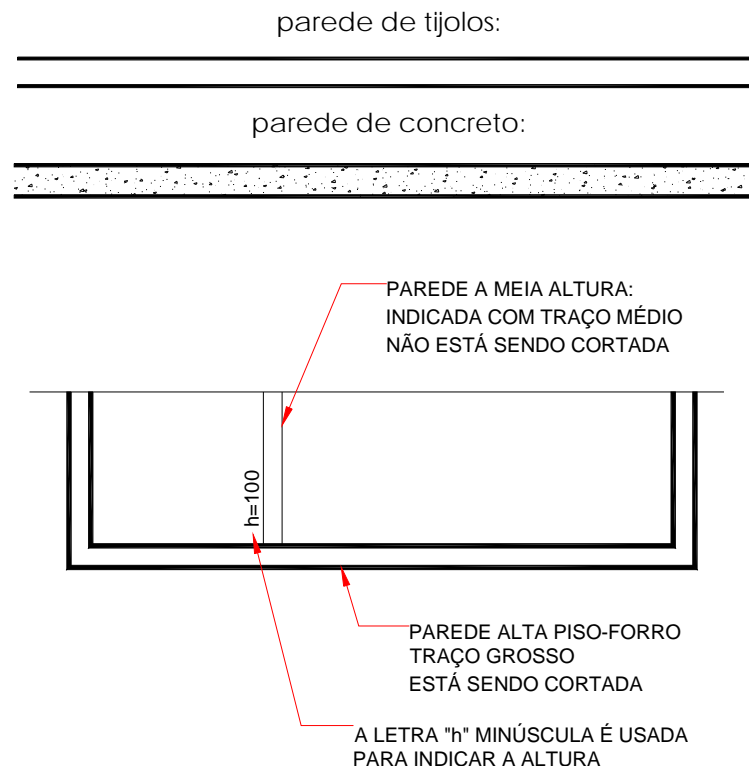 parede de tijolos:
parede de concreto:
PAREDE A MEIA ALTURA:
INDICADA COM TRAÇO MÉDIO
NÃO ESTÁ SENDO CORTADA
h=100
PAREDE ALTA PISO-FORRO
TRAÇO GROSSO
ESTÁ SENDO CORTADA
A LETRA "h" MINÚSCULA É USADA
PARA INDICAR A ALTURA